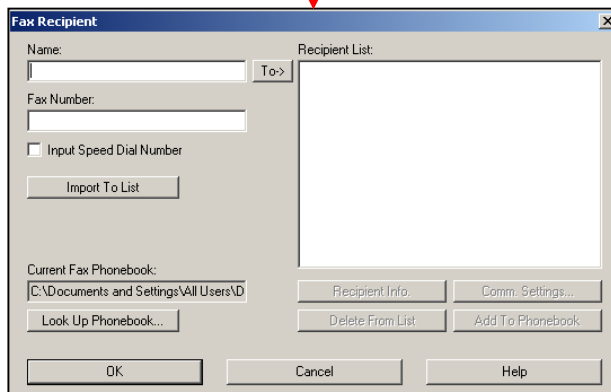 Fax Recipient
Name:
To->
Recipient List:
Fax Number:
Input Speed Dial Number
Import To List
Current Fax Phonebook:
C:\Documents and Settings\All Users\D
Look Up Phonebook...
Recipient Info.
Comm. Settings...
Delete From List
Add To Phonebook
OK
Cancel
Help